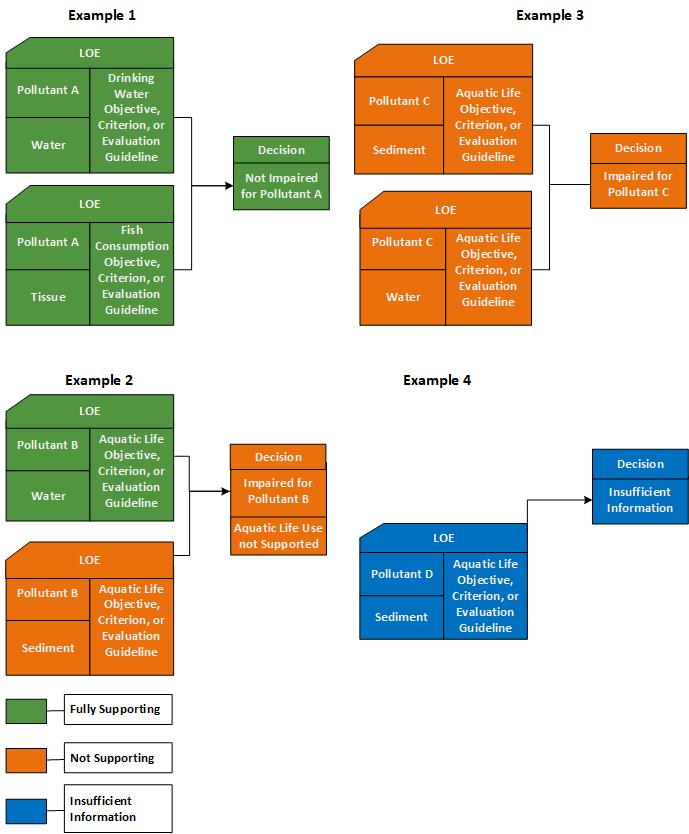 Example 1
LOE
Pollutant A
Water
Drinking
Water
Objective,
Criterion, or
Evaluation
Guideline
LOE
Pollutant A
Tissue
Fish
Consumption
Objective,
Criterion, or
Evaluation
Guideline
Decision
Not Impaired
for Pollutant A
Example 3
LOE
Pollutant C
Sediment
Aquatic Life
Objective,
Criterion, or
Evaluation
Guideline
LOE
Pollutant C
Water
Aquatic Life
Objective,
Criterion, or
Evaluation
Guideline
Decision
Impaired for
Pollutant C
Example 2
LOE
Pollutant B
Water
Aquatic Life
Objective,
Criterion, or
Evaluation
Guideline
LOE
Pollutant B
Sediment
Aquatic Life
Objective,
Criterion, or
Evaluation
Guideline
Decision
Impaired for
Pollutant B
Aquatic Life Use
not Supported
Example 4
LOE
Pollutant D
Sediment
Aquatic Life
Objective,
Criterion, or
Evaluation
Guideline
Decision
Insufficient
Information
Fully Supporting
Not Supporting
Insufficient
Information